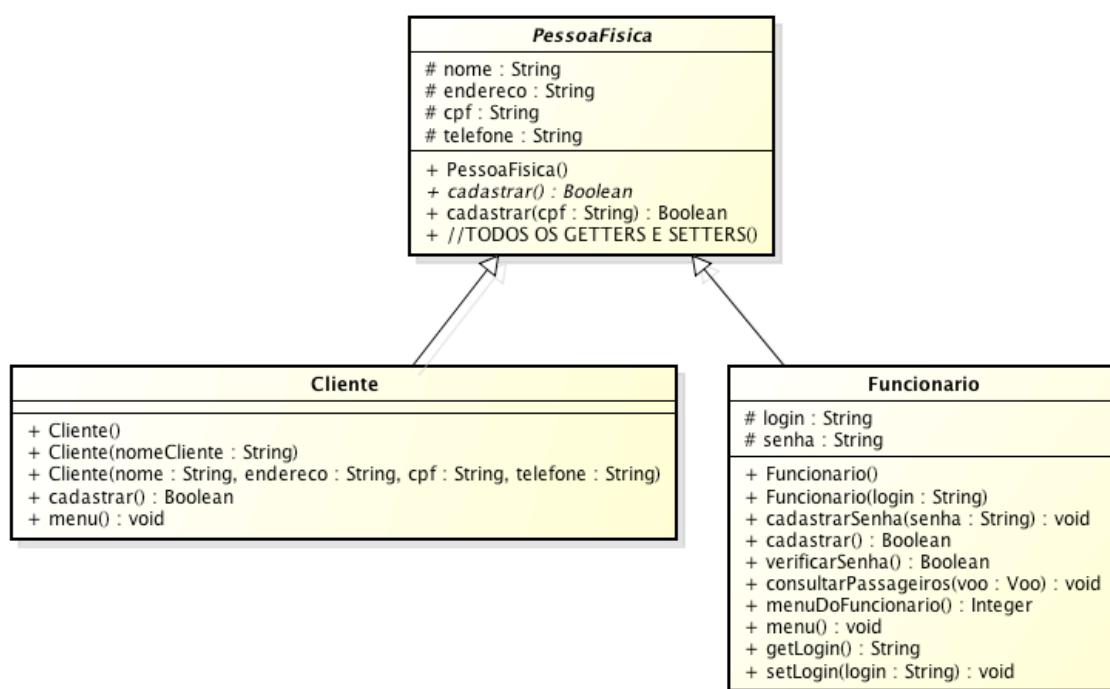 PessoaFisica
# nome : String
# endereco : String
# cpf : String
# telefone : String
+ PessoaFisica()
+ cadastrar() : Boolean
+ cadastrar(cpf : String) : Boolean
+ //TODOS OS GETTERS E SETTERS()
Cliente
+ Cliente()
+ Cliente(nomeCliente : String)
+ Cliente(nome : String, endereco : String, cpf : String, telefone : String)
+ cadastrar() : Boolean
+ menu() : void
Funcionario
# login : String
# senha : String
+ Funcionario()
+ Funcionario(login : String)
+ cadastrarSenha(senha : String) : void
+ cadastrar() : Boolean
+ verificarSenha() : Boolean
+ consultarPassageiros(voo : Voo) : void
+ menuDoFuncionario() : Integer
+ menu() : void
+ getLogin() : String
+ setLogin(login : String) : void